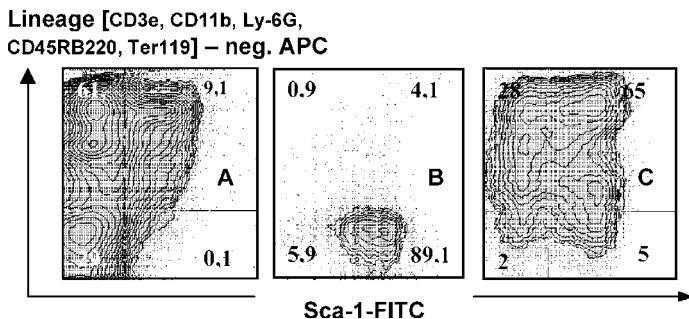 Lineage [CD3e, CD11b, Ly-6G,
CD45RB220, Ter119] – neg. APC
61 9,1
A
0,1
0,9 4,1
B
5,9 89,1
28 65
C
2 5
Sca-1-FITC